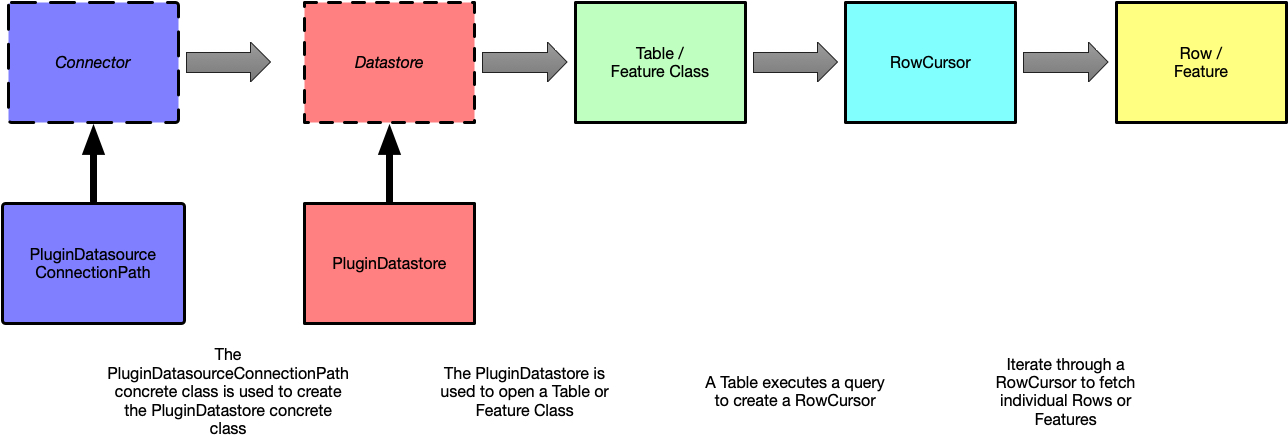 Connector
Datastore
Table /
Feature Class
RowCursor
Row /
Feature
PluginDatasource
ConnectionPath
PluginDatastore
The
PluginDatasourceConnectionPath
concrete class is used to create
the PluginDatastore concrete
class
The PluginDatastore is
used to open a Table or
Feature Class
A Table executes a query
to create a RowCursor
Iterate through a
RowCursor to fetch
individual Rows or
Features